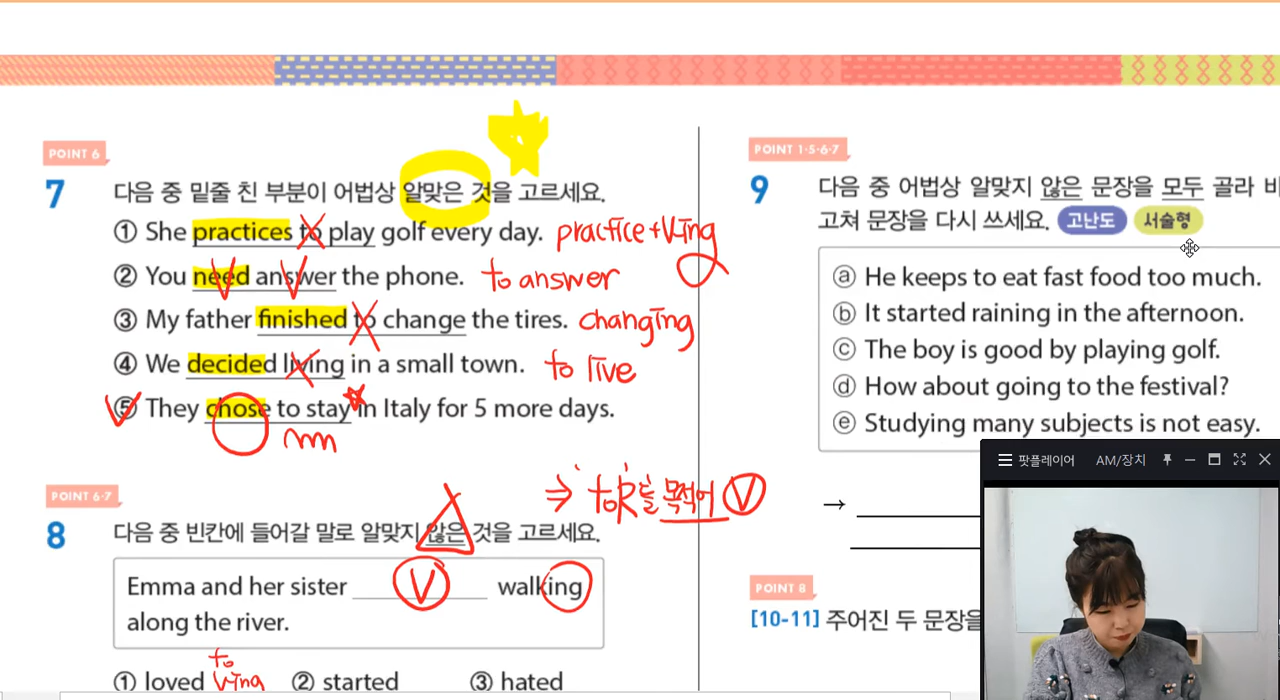 POINT 6
7 다음 중 밑줄 친 부분이 어법상 알맞은 것을 고르세요.
① She practices to play golf every day. practice+Ving
② You need answer the phone. to answer
③ My father finished to change the tires. changing
④ We decided living in a small town. to live
⑤ They chose to stay in Italy for 5 more days.
⇒ 'toR'을 목적어 V
POINT 6·7
8 다음 중 빈칸에 들어갈 말로 알맞지 않은 것을 고르세요.
Emma and her sister V walking
along the river.
to
① loved Ving ② started ③ hated
POINT 1·5·6·7
9 다음 중 어법상 알맞지 않은 문장을 모두 골라 바
고쳐 문장을 다시 쓰세요. 고난도 서술형
ⓐ He keeps to eat fast food too much.
ⓑ It started raining in the afternoon.
ⓒ The boy is good by playing golf.
ⓓ How about going to the festival?
ⓔ Studying many subjects is not easy.
→
POINT 8
[10-11] 주어진 두 문장을
팟플레이어 AM/장치